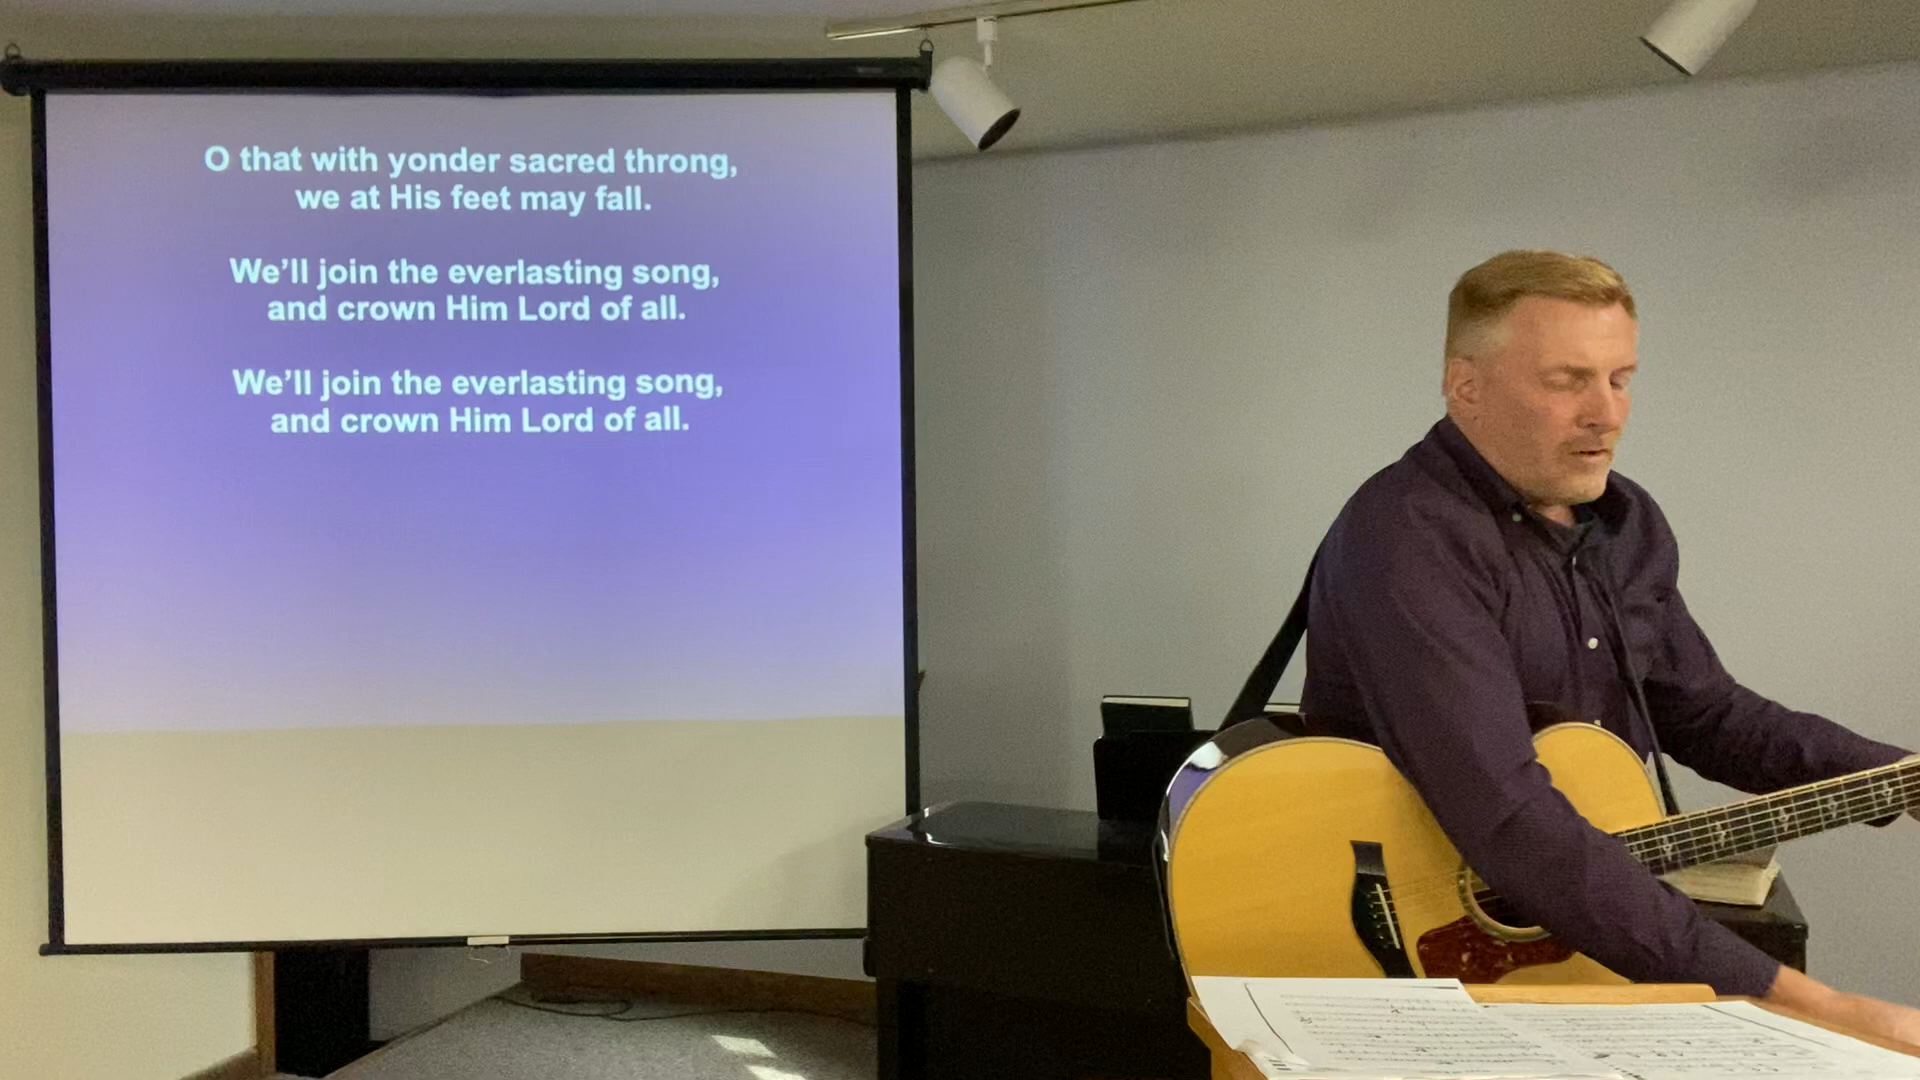 O that with yonder sacred throng,
we at His feet may fall.
We’ll join the everlasting song,
and crown Him Lord of all.
We’ll join the everlasting song,
and crown Him Lord of all.